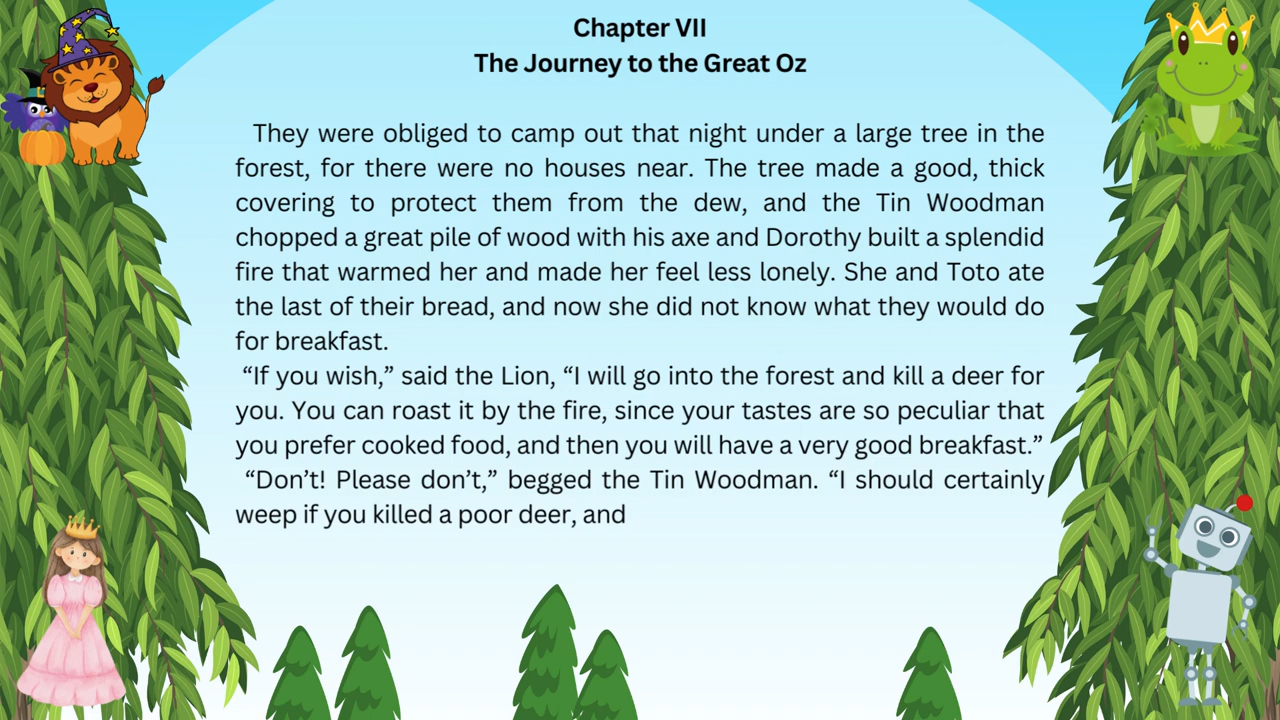 Chapter VII
The Journey to the Great Oz
They were obliged to camp out that night under a large tree in the
forest, for there were no houses near. The tree made a good, thick
covering to protect them from the dew, and the Tin Woodman
chopped a great pile of wood with his axe and Dorothy built a splendid
fire that warmed her and made her feel less lonely. She and Toto ate
the last of their bread, and now she did not know what they would do
for breakfast.
“If you wish,” said the Lion, “I will go into the forest and kill a deer for
you. You can roast it by the fire, since your tastes are so peculiar that
you prefer cooked food, and then you will have a very good breakfast.”
“Don’t! Please don’t,” begged the Tin Woodman. “I should certainly
weep if you killed a poor deer, and